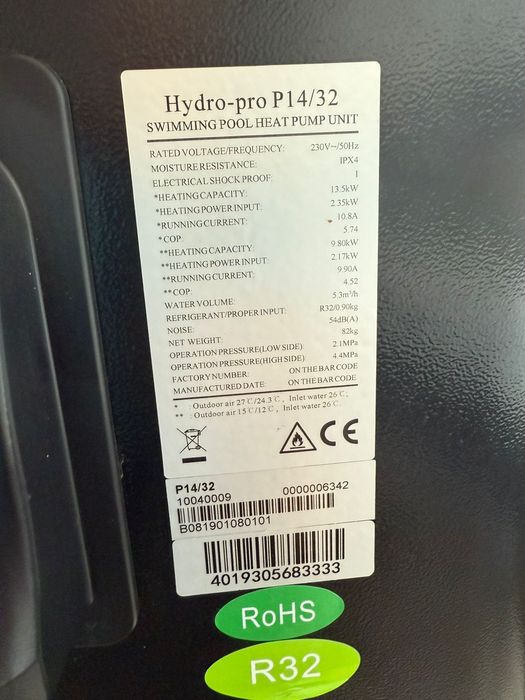 Hydro-pro P14/32
SWIMMING POOL HEAT PUMP UNIT
RATED VOLTAGE/FREQUENCY: 230V~/50Hz
MOISTURE RESISTANCE: IPX4
ELECTRICAL SHOCK PROOF: I
*HEATING CAPACITY: 13.5kW
*HEATING POWER INPUT: 2.35kW
*RUNNING CURRENT: 10.8A
*COP: 5.74
**HEATING CAPACITY: 9.80kW
**HEATING POWER INPUT: 2.17kW
**RUNNING CURRENT: 9.90A
**COP: 4.52
WATER VOLUME: 5.3m³/h
REFRIGERANT/PROPER INPUT: R32/0.90kg
NOISE: 54dB(A)
NET WEIGHT: 82kg
OPERATION PRESSURE(LOW SIDE): 2.1MPa
OPERATION PRESSURE(HIGH SIDE): 4.4MPa
FACTORY NUMBER: ON THE BAR CODE
MANUFACTURED DATE: ON THE BAR CODE
* : Outdoor air 27℃/24.3℃, Inlet water 26℃.
** : Outdoor air 15℃/12℃, Inlet water 26℃.
CE
P14/32
10040009 0000006342
B081901080101
4019305683333
RoHS
R32